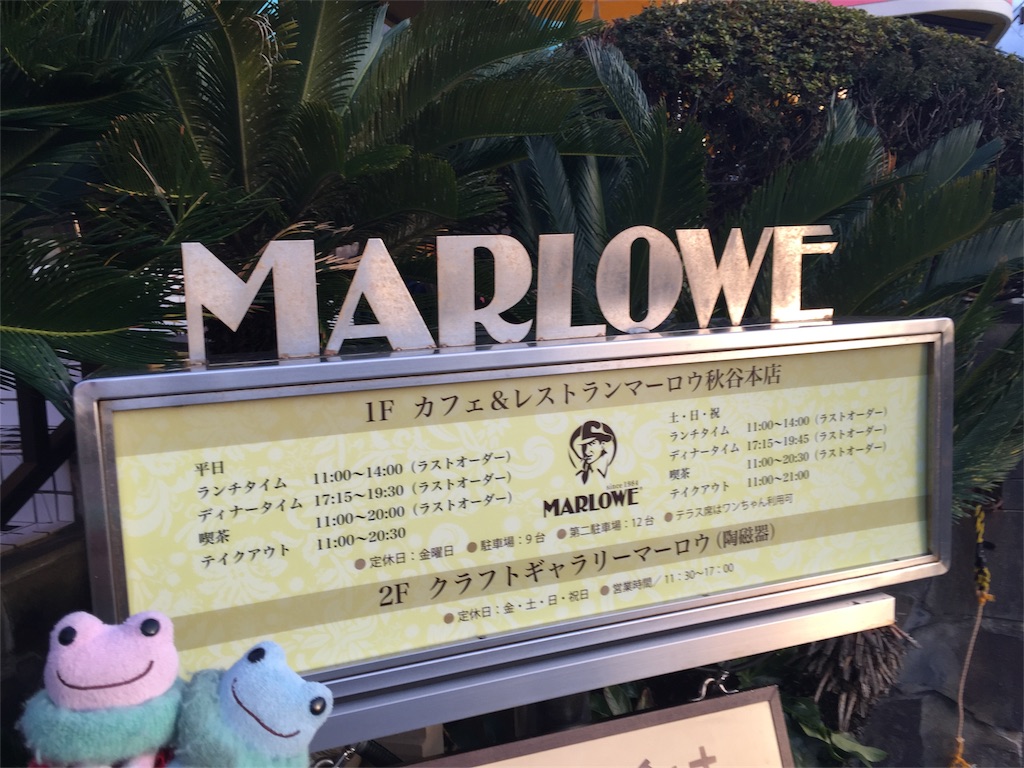 MARLOWE
1F カフェ&レストランマーロウ秋谷本店
平日
ランチタイム 11:00〜14:00（ラストオーダー）
ディナータイム 17:15〜19:30（ラストオーダー）
喫茶 11:00〜20:00（ラストオーダー）
テイクアウト 11:00〜20:30
since 1984
MARLOWE
土・日・祝
ランチタイム 11:00〜14:00（ラストオーダー）
ディナータイム 17:15〜19:45（ラストオーダー）
喫茶 11:00〜20:30（ラストオーダー）
テイクアウト 11:00〜21:00
●定休日：金曜日 ●駐車場：9台 ●第二駐車場：12台 ●テラス席はワンちゃん利用可
2F クラフトギャラリーマーロウ（陶磁器）
●定休日：金・土・日・祝日 ●営業時間／11：30〜17：00